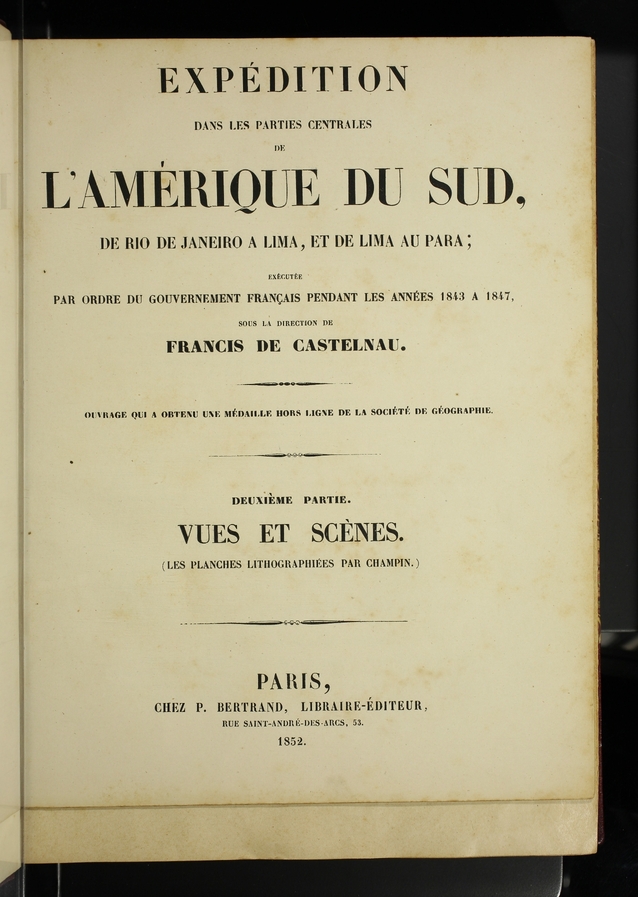 EXPÉDITION
DANS LES PARTIES CENTRALES
DE
L'AMÉRIQUE DU SUD,
DE RIO DE JANEIRO A LIMA, ET DE LIMA AU PARA;
EXÉCUTÉE
PAR ORDRE DU GOUVERNEMENT FRANÇAIS PENDANT LES ANNÉES 1843 A 1847,
SOUS LA DIRECTION DE
FRANCIS DE CASTELNAU.
OUVRAGE QUI A OBTENU UNE MÉDAILLE HORS LIGNE DE LA SOCIÉTÉ DE GÉOGRAPHIE.
DEUXIÈME PARTIE.
VUES ET SCÈNES.
(LES PLANCHES LITHOGRAPHIÉES PAR CHAMPIN.)
PARIS,
CHEZ P. BERTRAND, LIBRAIRE-ÉDITEUR,
RUE SAINT-ANDRÉ-DES-ARCS, 53.
1852.